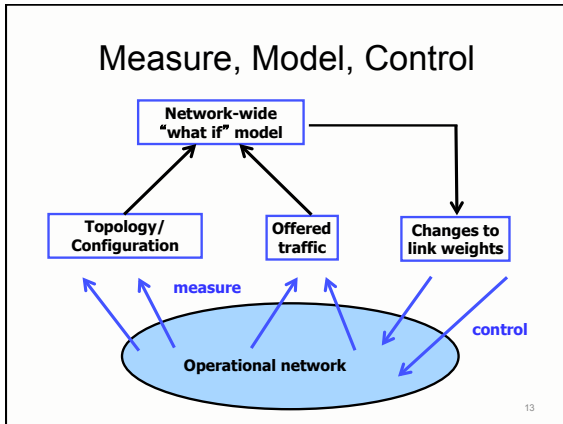 Measure, Model, Control
Network-wide
“what if” model
Topology/
Configuration
Offered
traffic
Changes to
link weights
measure
control
Operational network
13